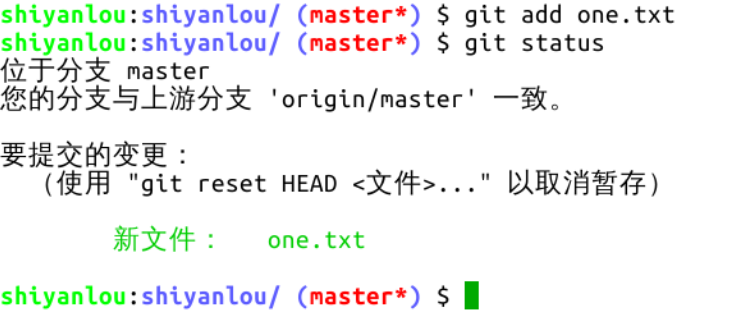 shiyanlou:shiyanlou/ (master*) $ git add one.txt
shiyanlou:shiyanlou/ (master*) $ git status
位于分支 master
您的分支与上游分支 'origin/master' 一致。
要提交的变更：
（使用 "git reset HEAD <文件>..." 以取消暂存）
新文件：   one.txt
shiyanlou:shiyanlou/ (master*) $